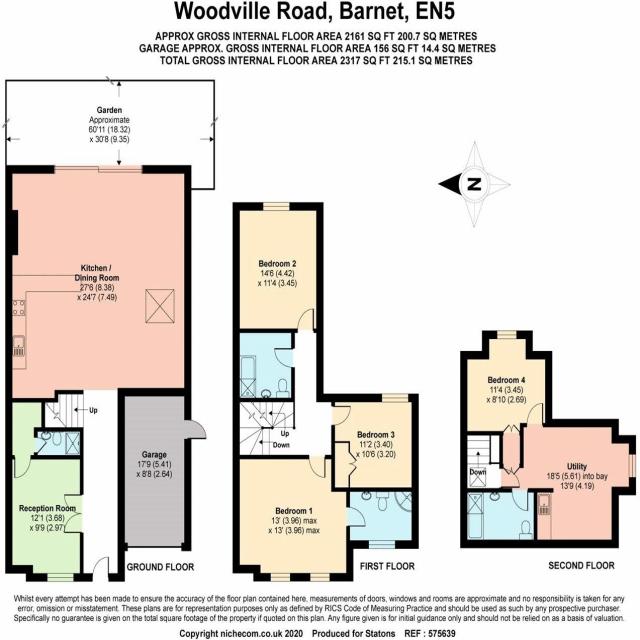 Woodville Road, Barnet, EN5
APPROX GROSS INTERNAL FLOOR AREA 2161 SQ FT 200.7 SQ METRES
GARAGE APPROX. GROSS INTERNAL FLOOR AREA 156 SQ FT 14.4 SQ METRES
TOTAL GROSS INTERNAL FLOOR AREA 2317 SQ FT 215.1 SQ METRES
Garden
Approximate
60'11 (18.32)
x 30'8 (9.35)
N
Kitchen /
Dining Room
27'6 (8.38)
x 24'7 (7.49)
Up
Garage
17'9 (5.41)
x 8'8 (2.64)
Reception Room
12'1 (3.68)
x 9'9 (2.97)
GROUND FLOOR
Bedroom 2
14'6 (4.42)
x 11'4 (3.45)
Up
Down
Bedroom 3
11'2 (3.40)
x 10'6 (3.20)
Bedroom 1
13' (3.96) max
x 13' (3.96) max
FIRST FLOOR
Bedroom 4
11'4 (3.45)
x 8'10 (2.69)
Down
Utility
18'5 (5.61) into bay
13'9 (4.19)
SECOND FLOOR
Whilst every attempt has been made to ensure the accuracy of the floor plan contained here, measurements of doors, windows and rooms are approximate and no responsibility is taken for any
error, omission or misstatement. These plans are for representation purposes only as defined by RICS Code of Measuring Practice and should be used as such by any prospective purchaser.
Specifically no guarantee is given on the total square footage of the property if quoted on this plan. Any figure given is for initial guidance only and should not be relied on as a basis of valuation.
Copyright nichecom.co.uk 2020 Produced for Statons REF : 575639